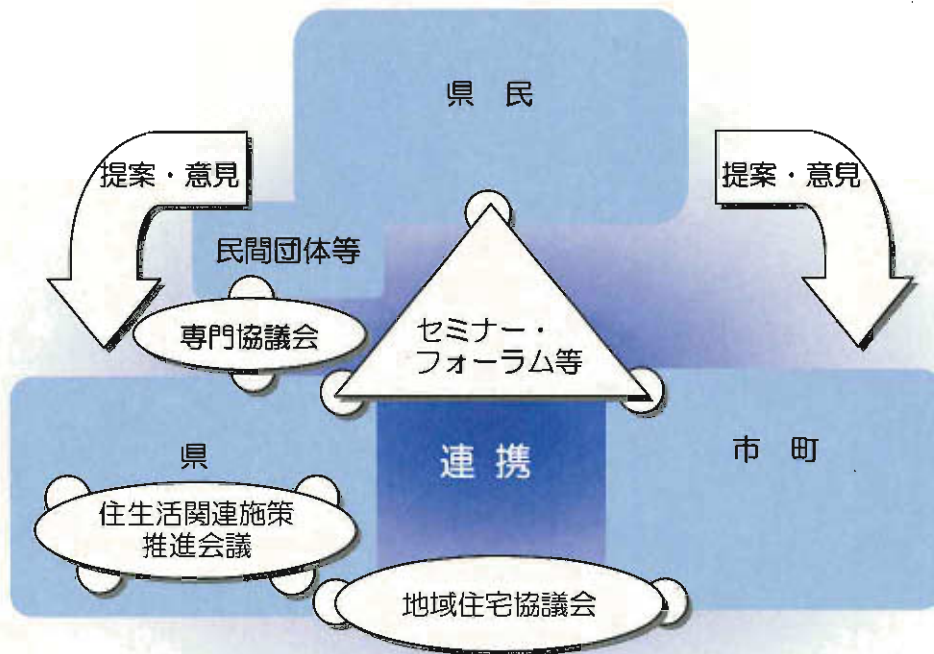 県 民
提案・意見
提案・意見
民間団体等
専門協議会
セミナー・
フォーラム等
県
連 携
市 町
住生活関連施策
推進会議
地域住宅協議会